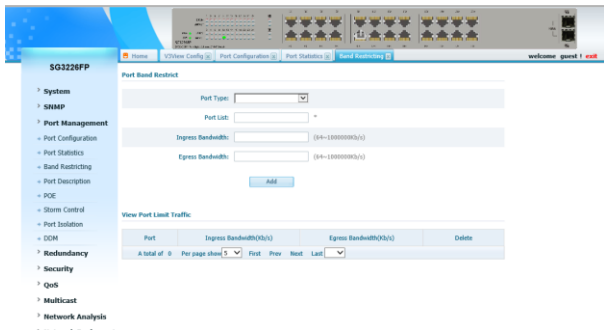 Home
V3View Config
Port Configuration
Port Statistics
Band Restricting
welcome guest ! exit
SG3226FP
System
SNMP
Port Management
Port Configuration
Port Statistics
Band Restricting
Port Description
POE
Storm Control
Port Isolation
DDM
Redundancy
Security
QoS
Multicast
Network Analysis
Port Band Restrict
Port Type:
Port List: *
Ingress Bandwidth: (64~1000000Kb/s)
Egress Bandwidth: (64~1000000Kb/s)
Add
View Port Limit Traffic
Port Ingress Bandwidth(Kb/s) Egress Bandwidth(Kb/s) Delete
A total of 0 Per page show 5 First Prev Next Last